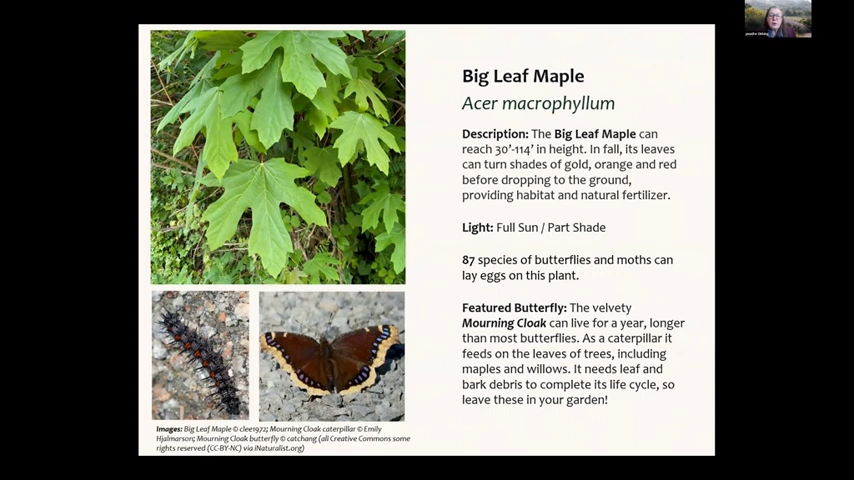 Big Leaf Maple
Acer macrophyllum
Description: The Big Leaf Maple can
reach 30'-114' in height. In fall, its leaves
can turn shades of gold, orange and red
before dropping to the ground,
providing habitat and natural fertilizer.
Light: Full Sun / Part Shade
87 species of butterflies and moths can
lay eggs on this plant.
Featured Butterfly: The velvety
Mourning Cloak can live for a year, longer
than most butterflies. As a caterpillar it
feeds on the leaves of trees, including
maples and willows. It needs leaf and
bark debris to complete its life cycle, so
leave these in your garden!
Images: Big Leaf Maple © clee1972; Mourning Cloak caterpillar © Emily
Hjalmarson; Mourning Cloak butterfly © catchang (all Creative Commons some
rights reserved (CC-BY-NC) via iNaturalist.org)